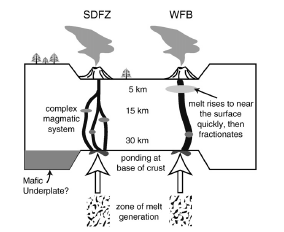 SDFZ
WFB
5 km
15 km
30 km
complex
magmatic
system
melt rises to near
the surface
quickly, then
fractionates
ponding at
base of crust
Mafic
Underplate?
zone of melt
generation